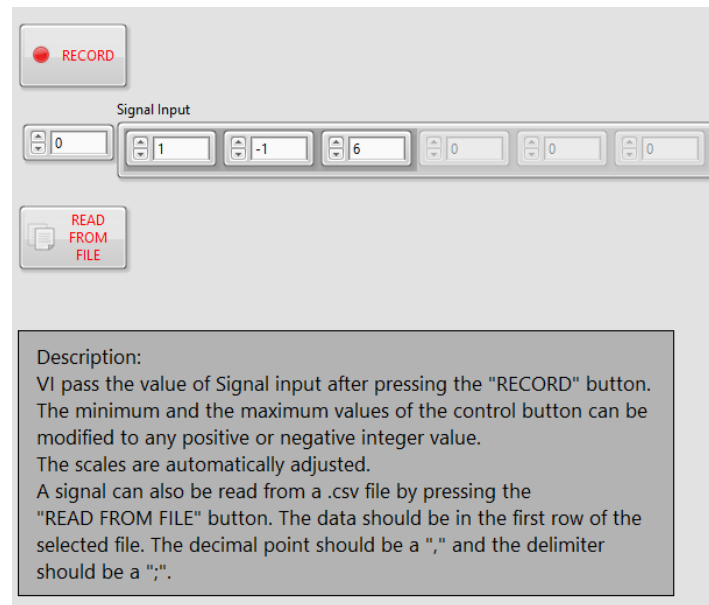 RECORD
Signal Input
0
1 -1 6 0 0 0
READ
FROM
FILE
Description:
VI pass the value of Signal input after pressing the "RECORD" button.
The minimum and the maximum values of the control button can be
modified to any positive or negative integer value.
The scales are automatically adjusted.
A signal can also be read from a .csv file by pressing the
"READ FROM FILE" button. The data should be in the first row of the
selected file. The decimal point should be a "," and the delimiter
should be a ";".